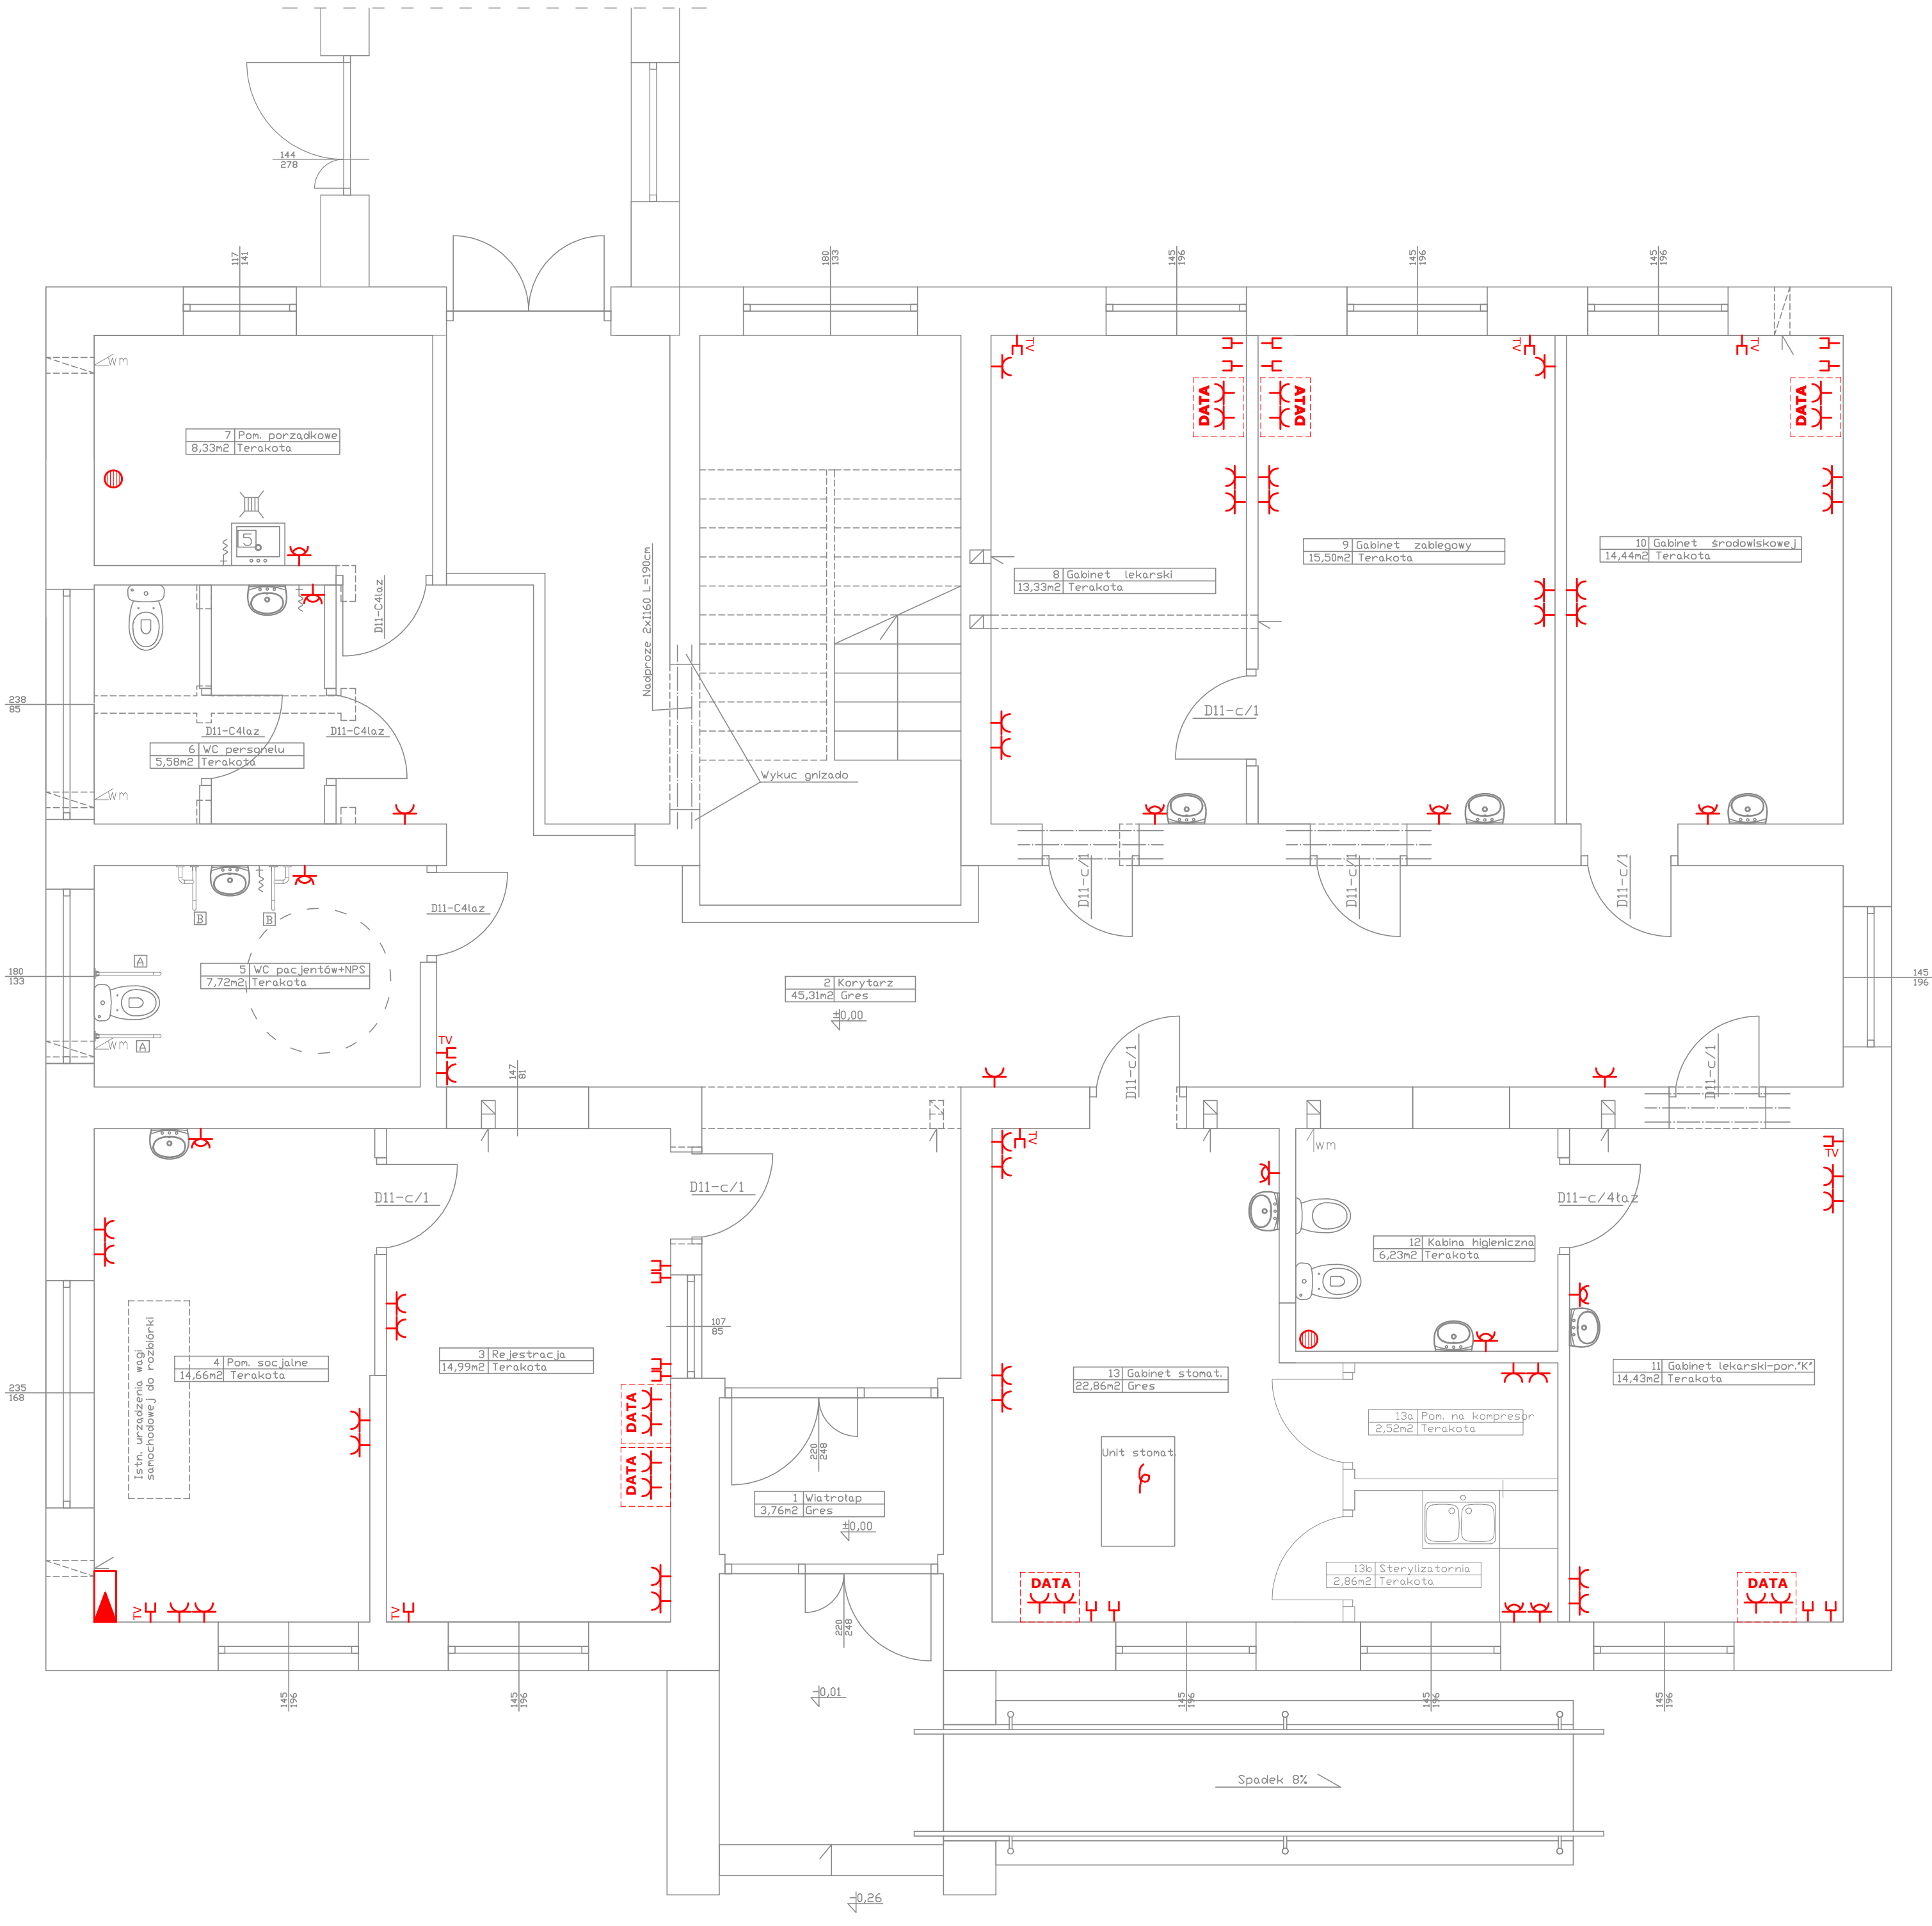 144
278
117
141
180
133
145
196
145
196
145
196
wm
TV
TV
TV
DATA
DATA
DATA
7 Pom. porządkowe
8,33m2 Terakota
5
D11-C4laz
Nadproze 2xI160 L=190cm
9 Gabinet zabiegowy
15,50m2 Terakota
10 Gabinet środowiskowej
14,44m2 Terakota
8 Gabinet lekarski
13,33m2 Terakota
238
85
D11-C4laz
D11-C4laz
D11-c/1
6 WC personelu
5,58m2 Terakota
Wykuc gnizado
wm
D11-c/1
D11-c/1
D11-c/1
B
B
D11-C4laz
A
5 WC pacjentów+NPS
7,72m2 Terakota
180
133
2 Korytarz
45,31m2 Gres
±0,00
145
196
TV
wm
A
147
81
D11-c/1
D11-c/1
TV
wm
TV
D11-c/1
D11-c/1
D11-c/4łaz
12 Kabina higieniczna
6,23m2 Terakota
107
85
Istn. urządzenia wagi
samochodowej do rozbiórki
4 Pom. socjalne
14,66m2 Terakota
3 Rejestracja
14,99m2 Terakota
13 Gabinet stomat.
22,86m2 Gres
11 Gabinet lekarski-por."K"
14,43m2 Terakota
235
168
DATA
DATA
13a Pom. na kompresor
2,52m2 Terakota
220
248
Unit stomat.
1 Wiatrołap
3,76m2 Gres
±0,00
13b Sterylizatornia
2,86m2 Terakota
DATA
DATA
TV
TV
220
248
145
196
145
196
-0,01
145
196
145
196
145
196
Spadek 8%
-0,26